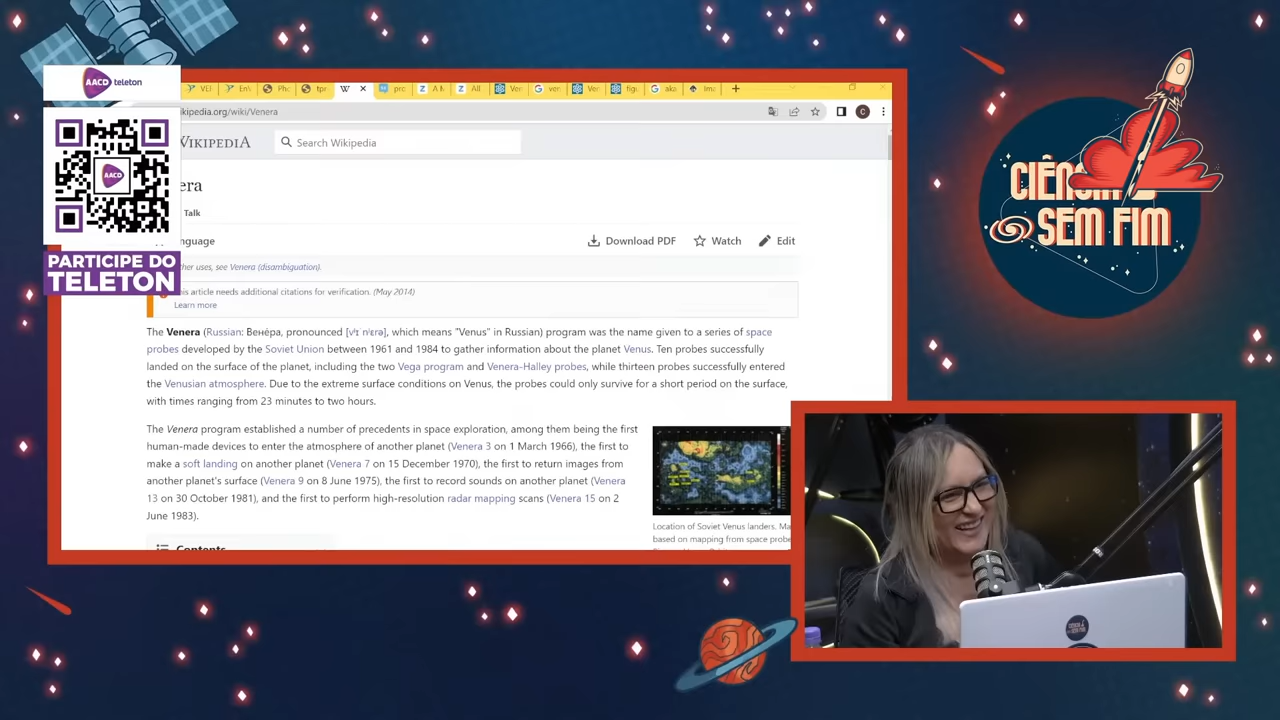 AACD teleton
AACD
PARTICIPE DO
TELETON
kipedia.org/wiki/Venera
WIKIPEDIA
Search Wikipedia
era
Talk
nguage
Download PDF
Watch
Edit
her uses, see Venera (disambiguation).
his article needs additional citations for verification. (May 2014)
Learn more
The Venera (Russian: Вене́ра, pronounced [vʲɪˈnʲɛrə], which means "Venus" in Russian) program was the name given to a series of space
probes developed by the Soviet Union between 1961 and 1984 to gather information about the planet Venus. Ten probes successfully
landed on the surface of the planet, including the two Vega program and Venera-Halley probes, while thirteen probes successfully entered
the Venusian atmosphere. Due to the extreme surface conditions on Venus, the probes could only survive for a short period on the surface,
with times ranging from 23 minutes to two hours.
The Venera program established a number of precedents in space exploration, among them being the first
human-made devices to enter the atmosphere of another planet (Venera 3 on 1 March 1966), the first to
make a soft landing on another planet (Venera 7 on 15 December 1970), the first to return images from
another planet's surface (Venera 9 on 8 June 1975), the first to record sounds on another planet (Venera
13 on 30 October 1981), and the first to perform high-resolution radar mapping scans (Venera 15 on 2
June 1983).
Location of Soviet Venus landers. Ma
based on mapping from space probe
Contents
CIÊNCIA
SEM FIM